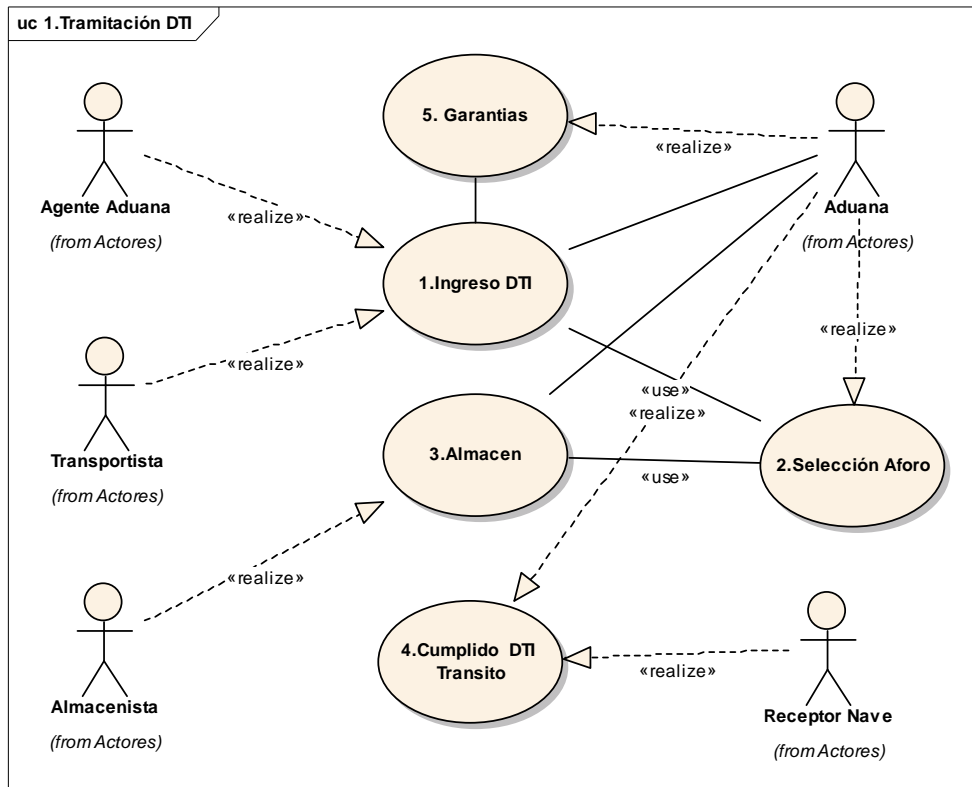 uc 1.Tramitación DTI
5. Garantias
«realize»
Agente Aduana
(from Actores)
«realize»
Aduana
(from Actores)
1.Ingreso DTI
«realize»
«realize»
Transportista
(from Actores)
«use»
«realize»
3.Almacen
2.Selección Aforo
«use»
«realize»
Almacenista
(from Actores)
4.Cumplido DTI
Transito
«realize»
Receptor Nave
(from Actores)